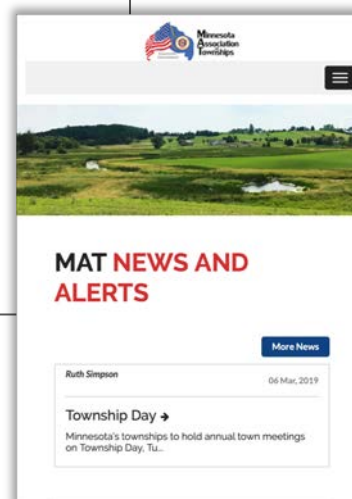 Minnesota
Association
of Townships
MAT NEWS AND
ALERTS
More News
Ruth Simpson
06 Mar, 2019
Township Day →
Minnesota's townships to hold annual town meetings
on Township Day, Tu...